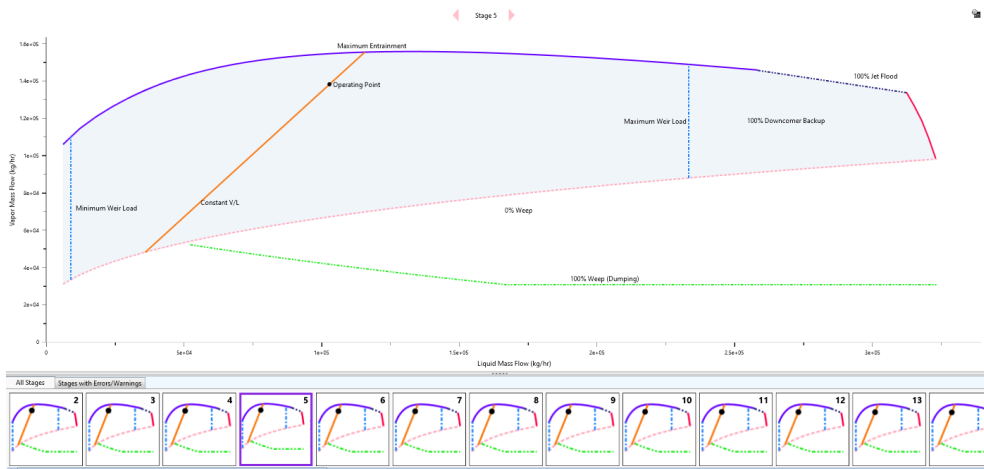 Stage 5
Maximum Entrainment
Operating Point
100% Jet Flood
Maximum Weir Load
100% Downcomer Backup
Constant V/L
Minimum Weir Load
0% Weep
100% Weep (Dumping)
Vapor Mass Flow (kg/hr)
1.6e+05
1.4e+05
1.2e+05
1e+05
8e+04
6e+04
4e+04
2e+04
0
0 5e+04 1e+05 1.5e+05 2e+05 2.5e+05 3e+05
Liquid Mass Flow (kg/hr)
All Stages Stages with Errors/Warnings
2 3 4 5 6 7 8 9 10 11 12 13